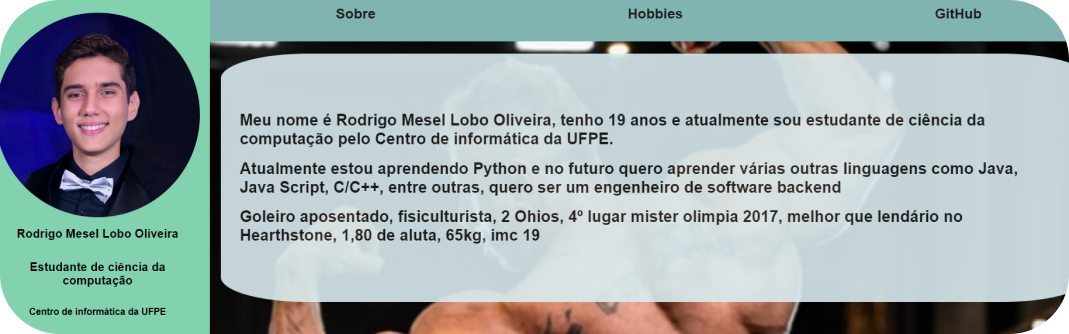 Sobre
Hobbies
GitHub
Rodrigo Mesel Lobo Oliveira
Estudante de ciência da
computação
Centro de informática da UFPE
Meu nome é Rodrigo Mesel Lobo Oliveira, tenho 19 anos e atualmente sou estudante de ciência da
computação pelo Centro de informática da UFPE.
Atualmente estou aprendendo Python e no futuro quero aprender várias outras linguagens como Java,
Java Script, C/C++, entre outras, quero ser um engenheiro de software backend
Goleiro aposentado, fisiculturista, 2 Ohios, 4º lugar mister olimpia 2017, melhor que lendário no
Hearthstone, 1,80 de aluta, 65kg, imc 19